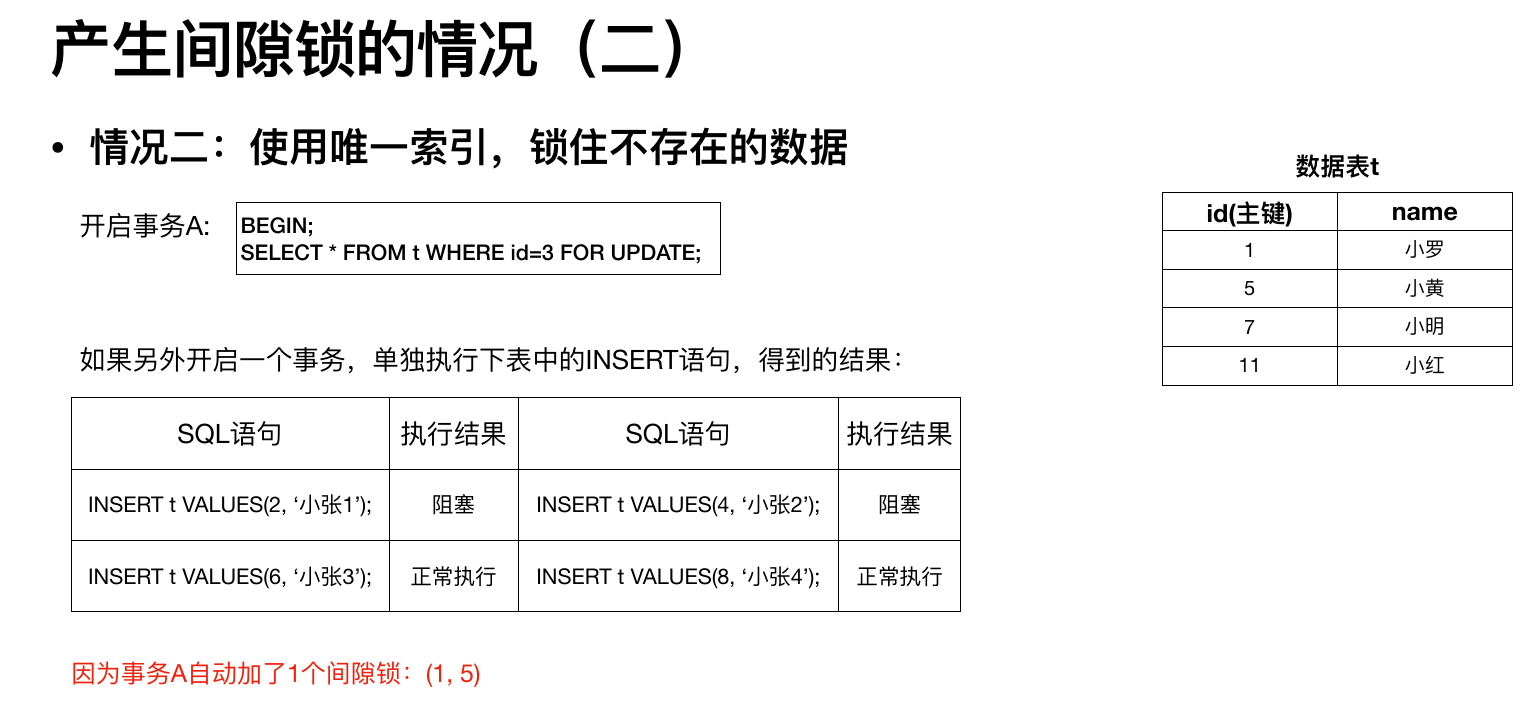 产生间隙锁的情况（二）
• 情况二：使用唯一索引，锁住不存在的数据
开启事务A:
BEGIN;
SELECT * FROM t WHERE id=3 FOR UPDATE;
数据表t
id(主键) name
1 小罗
5 小黄
7 小明
11 小红
如果另外开启一个事务，单独执行下表中的INSERT语句，得到的结果：
SQL语句 执行结果 SQL语句 执行结果
INSERT t VALUES(2, ‘小张1’); 阻塞 INSERT t VALUES(4, ‘小张2’); 阻塞
INSERT t VALUES(6, ‘小张3’); 正常执行 INSERT t VALUES(8, ‘小张4’); 正常执行
因为事务A自动加了1个间隙锁：(1, 5)